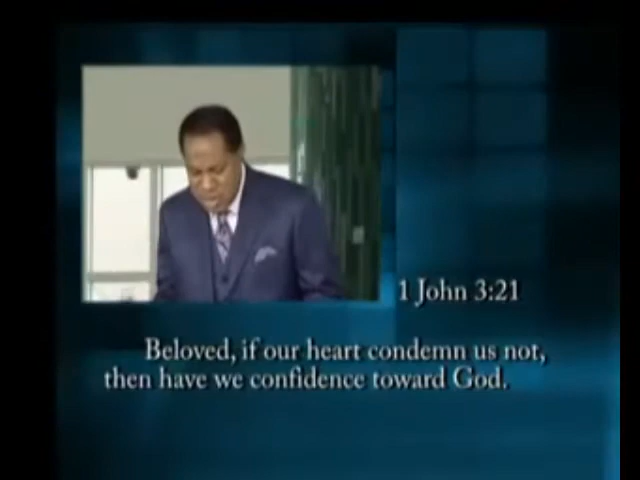 1 John 3:21
Beloved, if our heart condemn us not,
then have we confidence toward God.